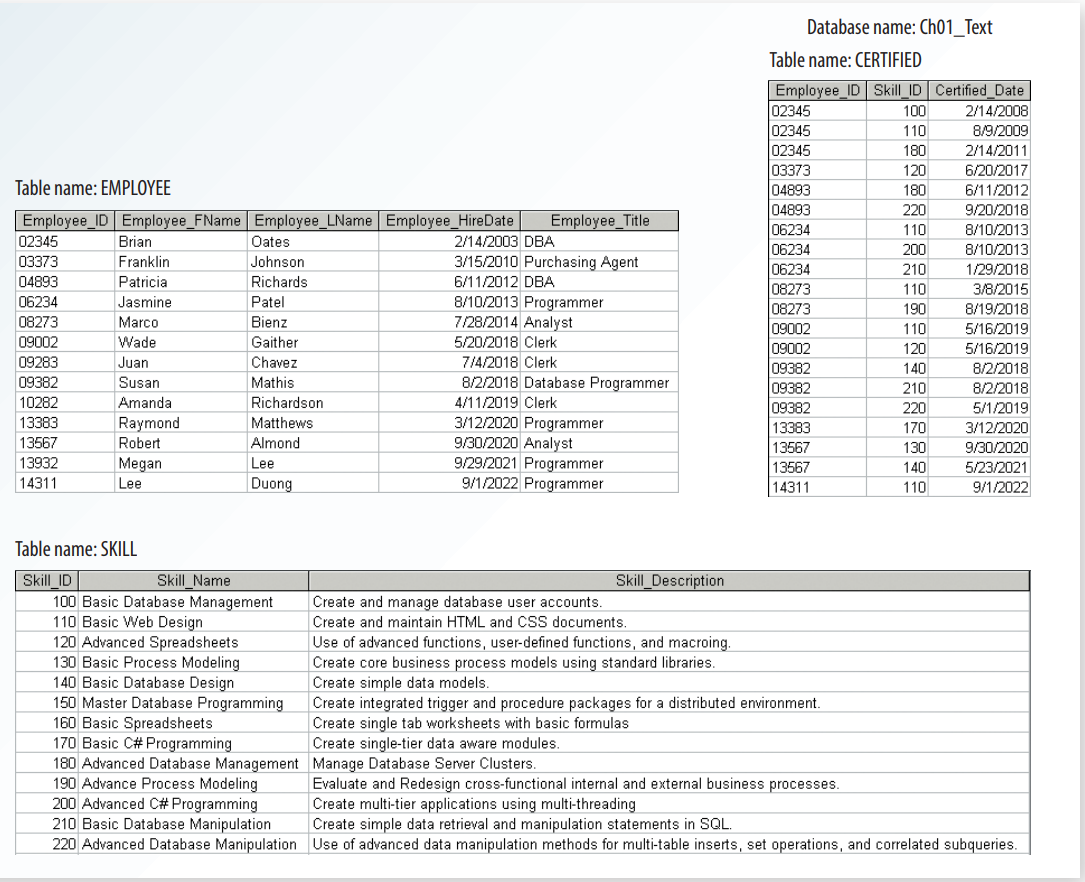 Database name: Ch01_Text
Table name: CERTIFIED
Employee_ID Skill_ID Certified_Date
02345 100 2/14/2008
02345 110 8/9/2009
02345 180 2/14/2011
03373 120 6/20/2017
04893 180 6/11/2012
04893 220 9/20/2018
06234 110 8/10/2013
06234 200 8/10/2013
06234 210 1/29/2018
08273 110 3/8/2015
08273 190 8/19/2018
09002 110 5/16/2019
09002 120 5/16/2019
09382 140 8/2/2018
09382 210 8/2/2018
09382 220 5/1/2019
13383 170 3/12/2020
13567 130 9/30/2020
13567 140 5/23/2021
14311 110 9/1/2022
Table name: EMPLOYEE
Employee_ID Employee_FName Employee_LName Employee_HireDate Employee_Title
02345 Brian Oates 2/14/2003 DBA
03373 Franklin Johnson 3/15/2010 Purchasing Agent
04893 Patricia Richards 6/11/2012 DBA
06234 Jasmine Patel 8/10/2013 Programmer
08273 Marco Bienz 7/28/2014 Analyst
09002 Wade Gaither 5/20/2018 Clerk
09283 Juan Chavez 7/4/2018 Clerk
09382 Susan Mathis 8/2/2018 Database Programmer
10282 Amanda Richardson 4/11/2019 Clerk
13383 Raymond Matthews 3/12/2020 Programmer
13567 Robert Almond 9/30/2020 Analyst
13932 Megan Lee 9/29/2021 Programmer
14311 Lee Duong 9/1/2022 Programmer
Table name: SKILL
Skill_ID Skill_Name Skill_Description
100 Basic Database Management Create and manage database user accounts.
110 Basic Web Design Create and maintain HTML and CSS documents.
120 Advanced Spreadsheets Use of advanced functions, user-defined functions, and macroing.
130 Basic Process Modeling Create core business process models using standard libraries.
140 Basic Database Design Create simple data models.
150 Master Database Programming Create integrated trigger and procedure packages for a distributed environment.
160 Basic Spreadsheets Create single tab worksheets with basic formulas
170 Basic C# Programming Create single-tier data aware modules.
180 Advanced Database Management Manage Database Server Clusters.
190 Advance Process Modeling Evaluate and Redesign cross-functional internal and external business processes.
200 Advanced C# Programming Create multi-tier applications using multi-threading
210 Basic Database Manipulation Create simple data retrieval and manipulation statements in SQL.
220 Advanced Database Manipulation Use of advanced data manipulation methods for multi-table inserts, set operations, and correlated subqueries.